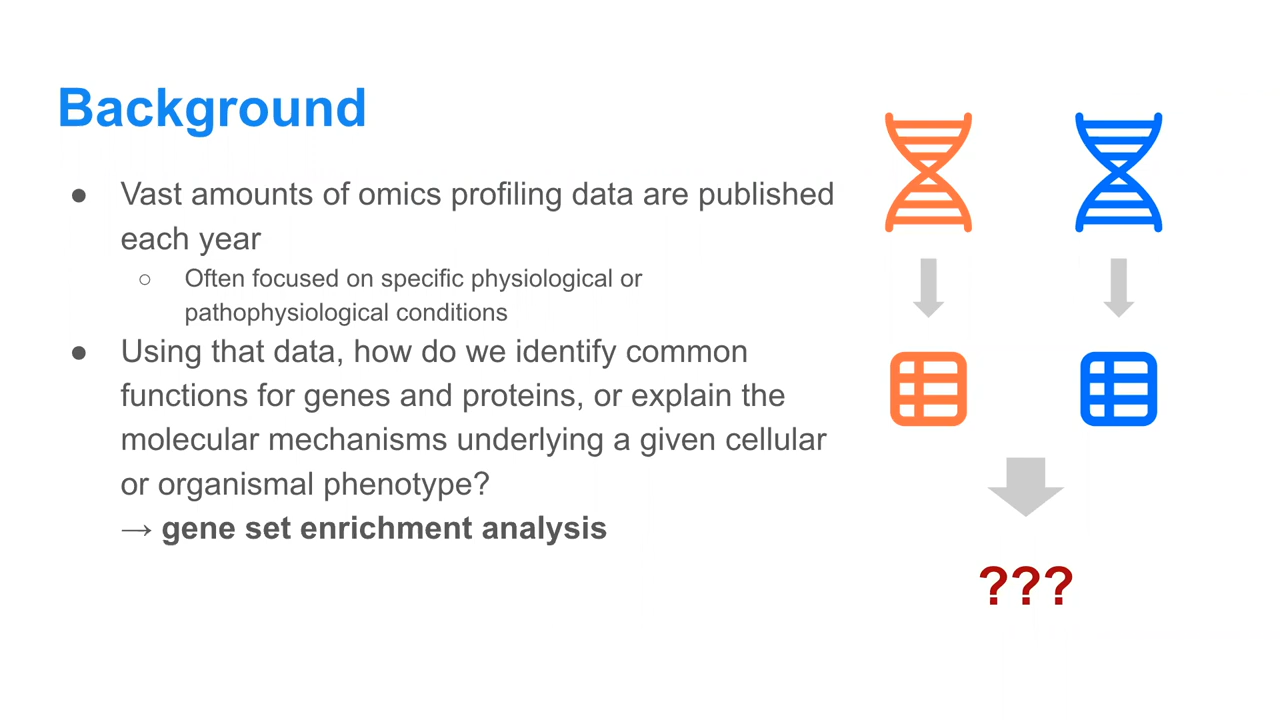 Background
● Vast amounts of omics profiling data are published
each year
○ Often focused on specific physiological or
pathophysiological conditions
● Using that data, how do we identify common
functions for genes and proteins, or explain the
molecular mechanisms underlying a given cellular
or organismal phenotype?
→ gene set enrichment analysis
???